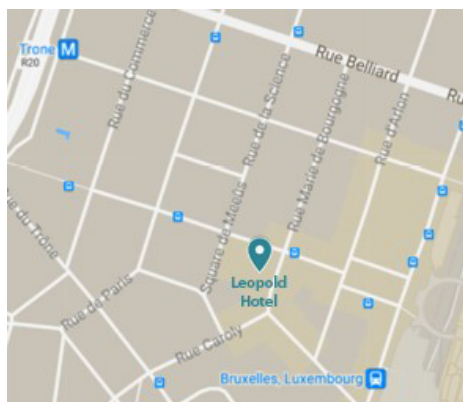 Rue Belliard
Trone M
R20
Rue du Commerce
Rue de la Science
Rue Marie de Bourgogne
Rue d'Arlon
Ru
Rue du Trône
Square de Meeûs
Leopold
Hotel
Rue de Paris
Rue Caroly
Bruxelles, Luxembourg